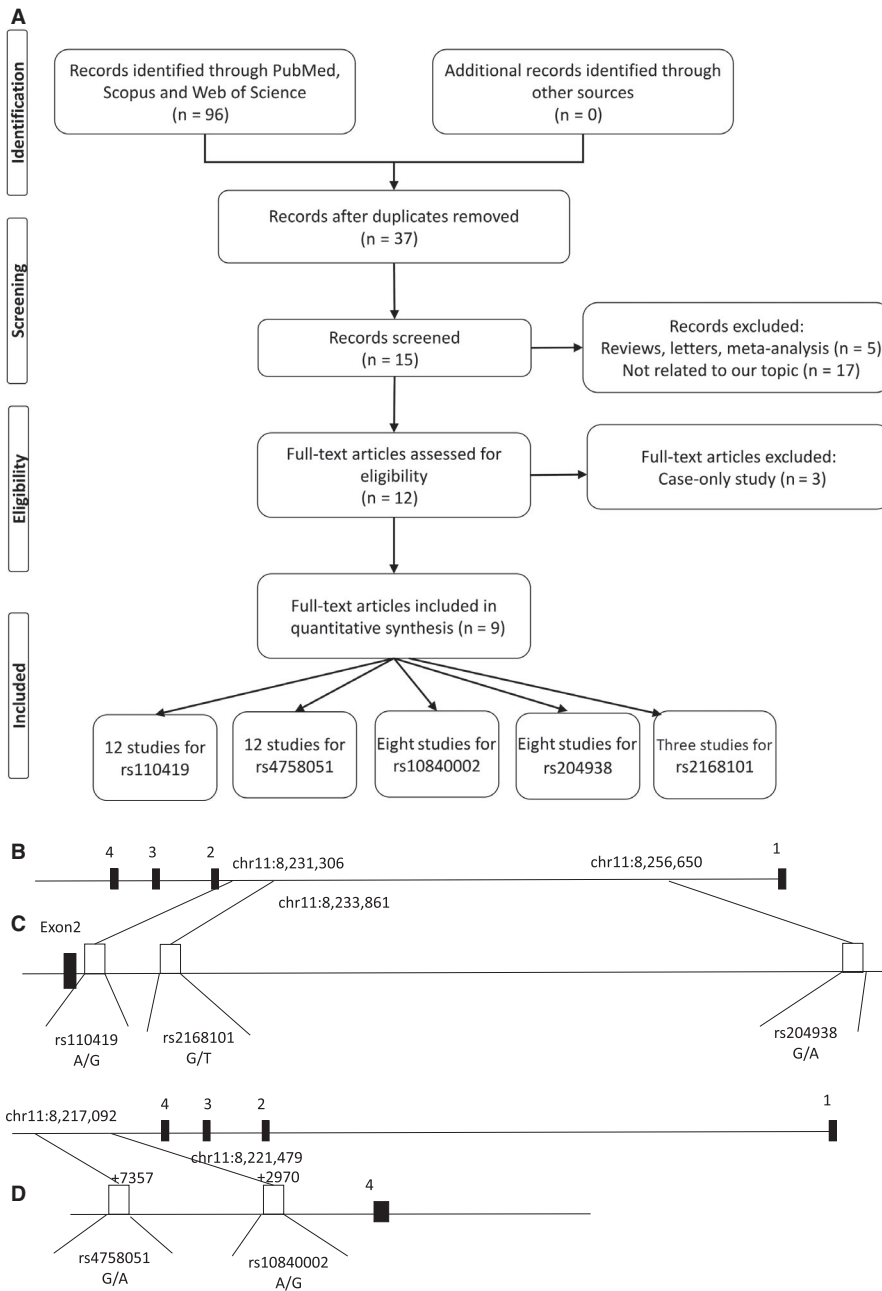 A
Identification
Records identified through PubMed,
Scopus and Web of Science
(n = 96)
Additional records identified through
other sources
(n = 0)
Records after duplicates removed
(n = 37)
Screening
Records screened
(n = 15)
Records excluded:
Reviews, letters, meta-analysis (n = 5)
Not related to our topic (n = 17)
Eligibility
Full-text articles assessed for
eligibility
(n = 12)
Full-text articles excluded:
Case-only study (n = 3)
Included
Full-text articles included in
quantitative synthesis (n = 9)
12 studies for
rs110419
12 studies for
rs4758051
Eight studies for
rs10840002
Eight studies for
rs204938
Three studies for
rs2168101
B
4
3
2
chr11:8,231,306
chr11:8,256,650
1
chr11:8,233,861
C
Exon2
rs110419
A/G
rs2168101
G/T
rs204938
G/A
chr11:8,217,092
4
3
2
1
chr11:8,221,479
+7357
+2970
D
4
rs4758051
G/A
rs10840002
A/G